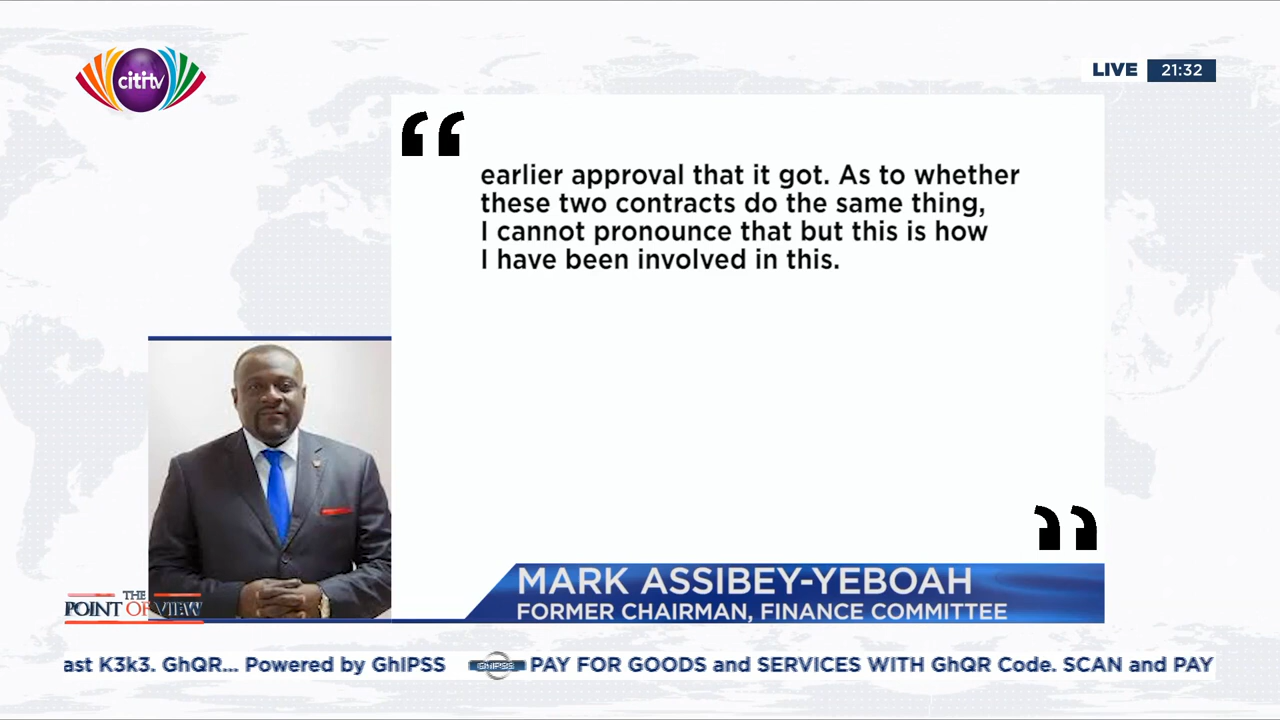 citi tv
LIVE 21:32
earlier approval that it got. As to whether
these two contracts do the same thing,
I cannot pronounce that but this is how
I have been involved in this.
MARK ASSIBEY-YEBOAH
FORMER CHAIRMAN, FINANCE COMMITTEE
THE
POINT OF VIEW
ast K3k3. GhQR... Powered by GhIPSS GhIPSS PAY FOR GOODS and SERVICES WITH GhQR Code. SCAN and PAY